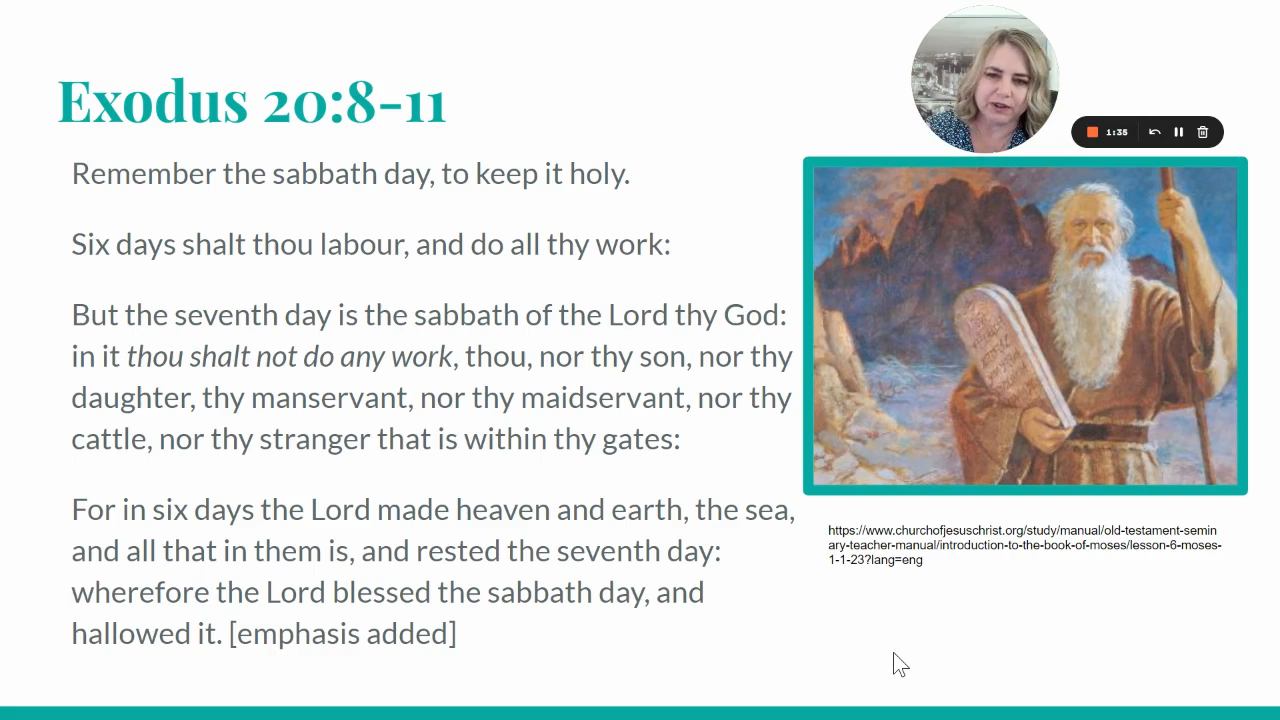 Exodus 20:8-11
Remember the sabbath day, to keep it holy.
Six days shalt thou labour, and do all thy work:
But the seventh day is the sabbath of the Lord thy God:
in it thou shalt not do any work, thou, nor thy son, nor thy
daughter, thy manservant, nor thy maidservant, nor thy
cattle, nor thy stranger that is within thy gates:
For in six days the Lord made heaven and earth, the sea,
and all that in them is, and rested the seventh day:
wherefore the Lord blessed the sabbath day, and
hallowed it. [emphasis added]
1:35
https://www.churchofjesuschrist.org/study/manual/old-testament-semin
ary-teacher-manual/introduction-to-the-book-of-moses/lesson-6-moses-
1-1-23?lang=eng